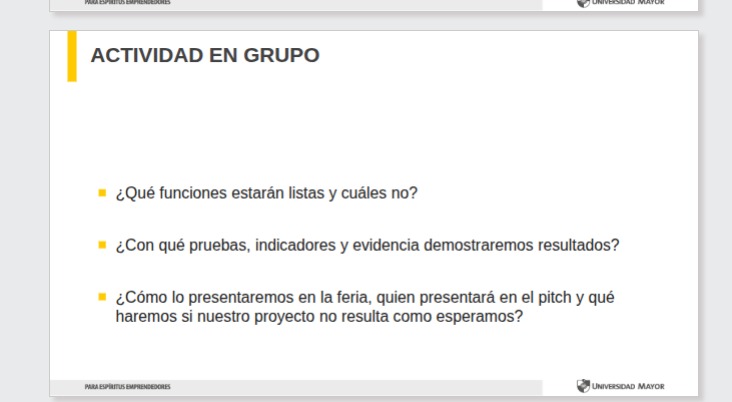 PARA ESPÍRITUS EMPRENDEDORES
UNIVERSIDAD MAYOR
ACTIVIDAD EN GRUPO
¿Qué funciones estarán listas y cuáles no?
¿Con qué pruebas, indicadores y evidencia demostraremos resultados?
¿Cómo lo presentaremos en la feria, quien presentará en el pitch y qué
haremos si nuestro proyecto no resulta como esperamos?
PARA ESPÍRITUS EMPRENDEDORES
UNIVERSIDAD MAYOR